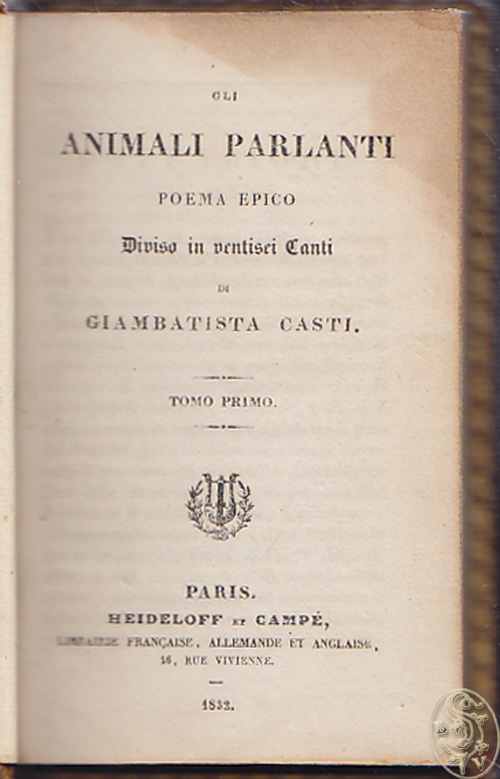 GLI
ANIMALI PARLANTI
POEMA EPICO
Diviso in ventisei Canti
DI
GIAMBATISTA CASTI.
TOMO PRIMO.
PARIS.
HEIDELOFF ET CAMPÉ,
LIBRAIRIE FRANÇAISE, ALLEMANDE ET ANGLAISE,
16, RUE VIVIENNE.
1832.